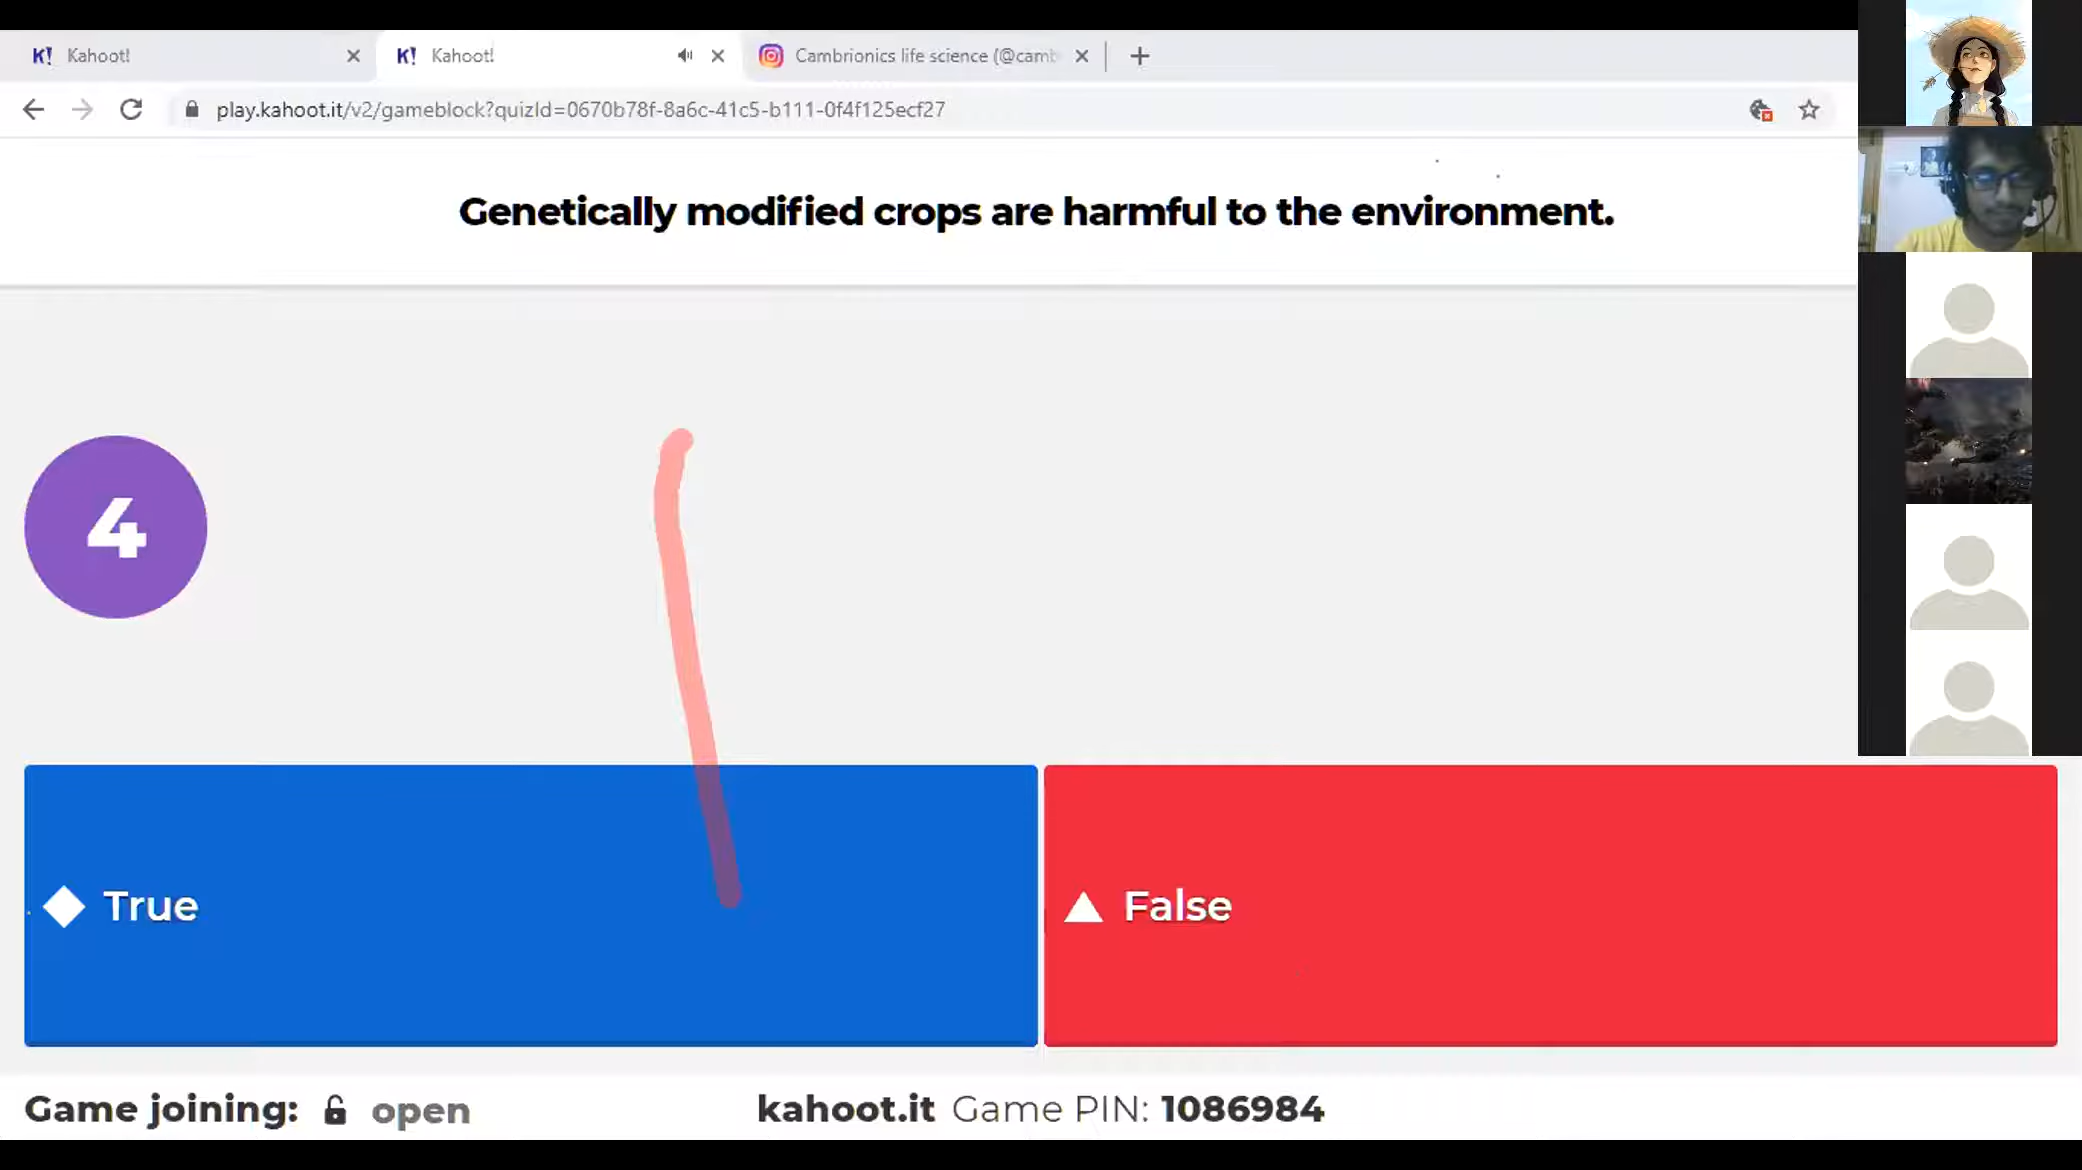 K! Kahoot!
K! Kahoot!
Cambrionics life science (@camb
play.kahoot.it/v2/gameblock?quizId=0670b78f-8a6c-41c5-b111-0f4f125ecf27
Genetically modified crops are harmful to the environment.
4
True
False
Game joining: open
kahoot.it Game PIN: 1086984